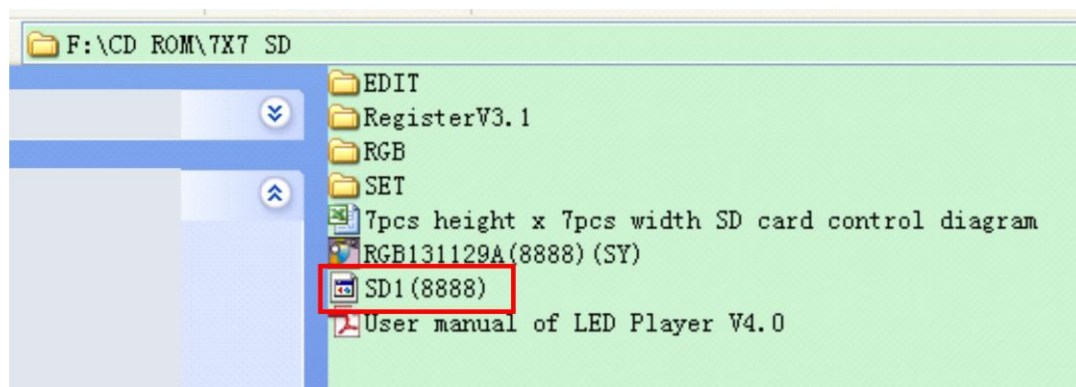 F:\CD ROM\7X7 SD
EDIT
RegisterV3.1
RGB
SET
7pcs height x 7pcs width SD card control diagram
RGB131129A(8888)(SY)
SD1(8888)
User manual of LED Player V4.0